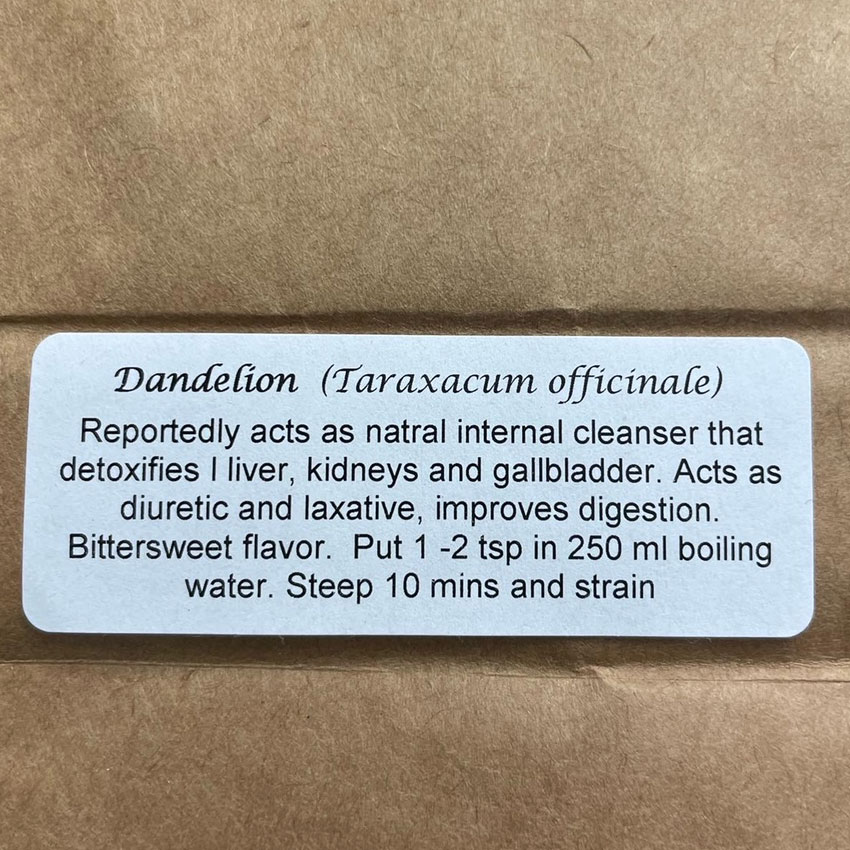 Dandelion (Taraxacum officinale)
Reportedly acts as natral internal cleanser that
detoxifies l liver, kidneys and gallbladder. Acts as
diuretic and laxative, improves digestion.
Bittersweet flavor. Put 1 -2 tsp in 250 ml boiling
water. Steep 10 mins and strain